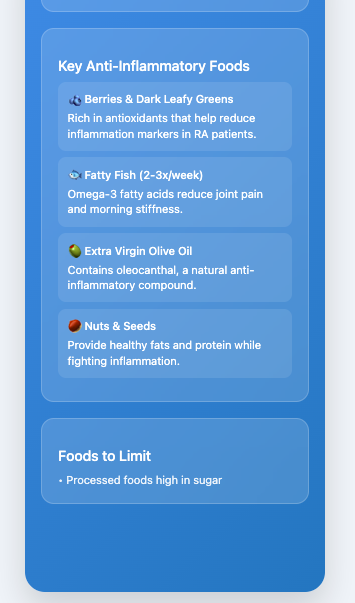 Key Anti-Inflammatory Foods
🫐 Berries & Dark Leafy Greens
Rich in antioxidants that help reduce
inflammation markers in RA patients.
🐟 Fatty Fish (2-3x/week)
Omega-3 fatty acids reduce joint pain
and morning stiffness.
🫒 Extra Virgin Olive Oil
Contains oleocanthal, a natural anti-
inflammatory compound.
🌰 Nuts & Seeds
Provide healthy fats and protein while
fighting inflammation.
Foods to Limit
• Processed foods high in sugar